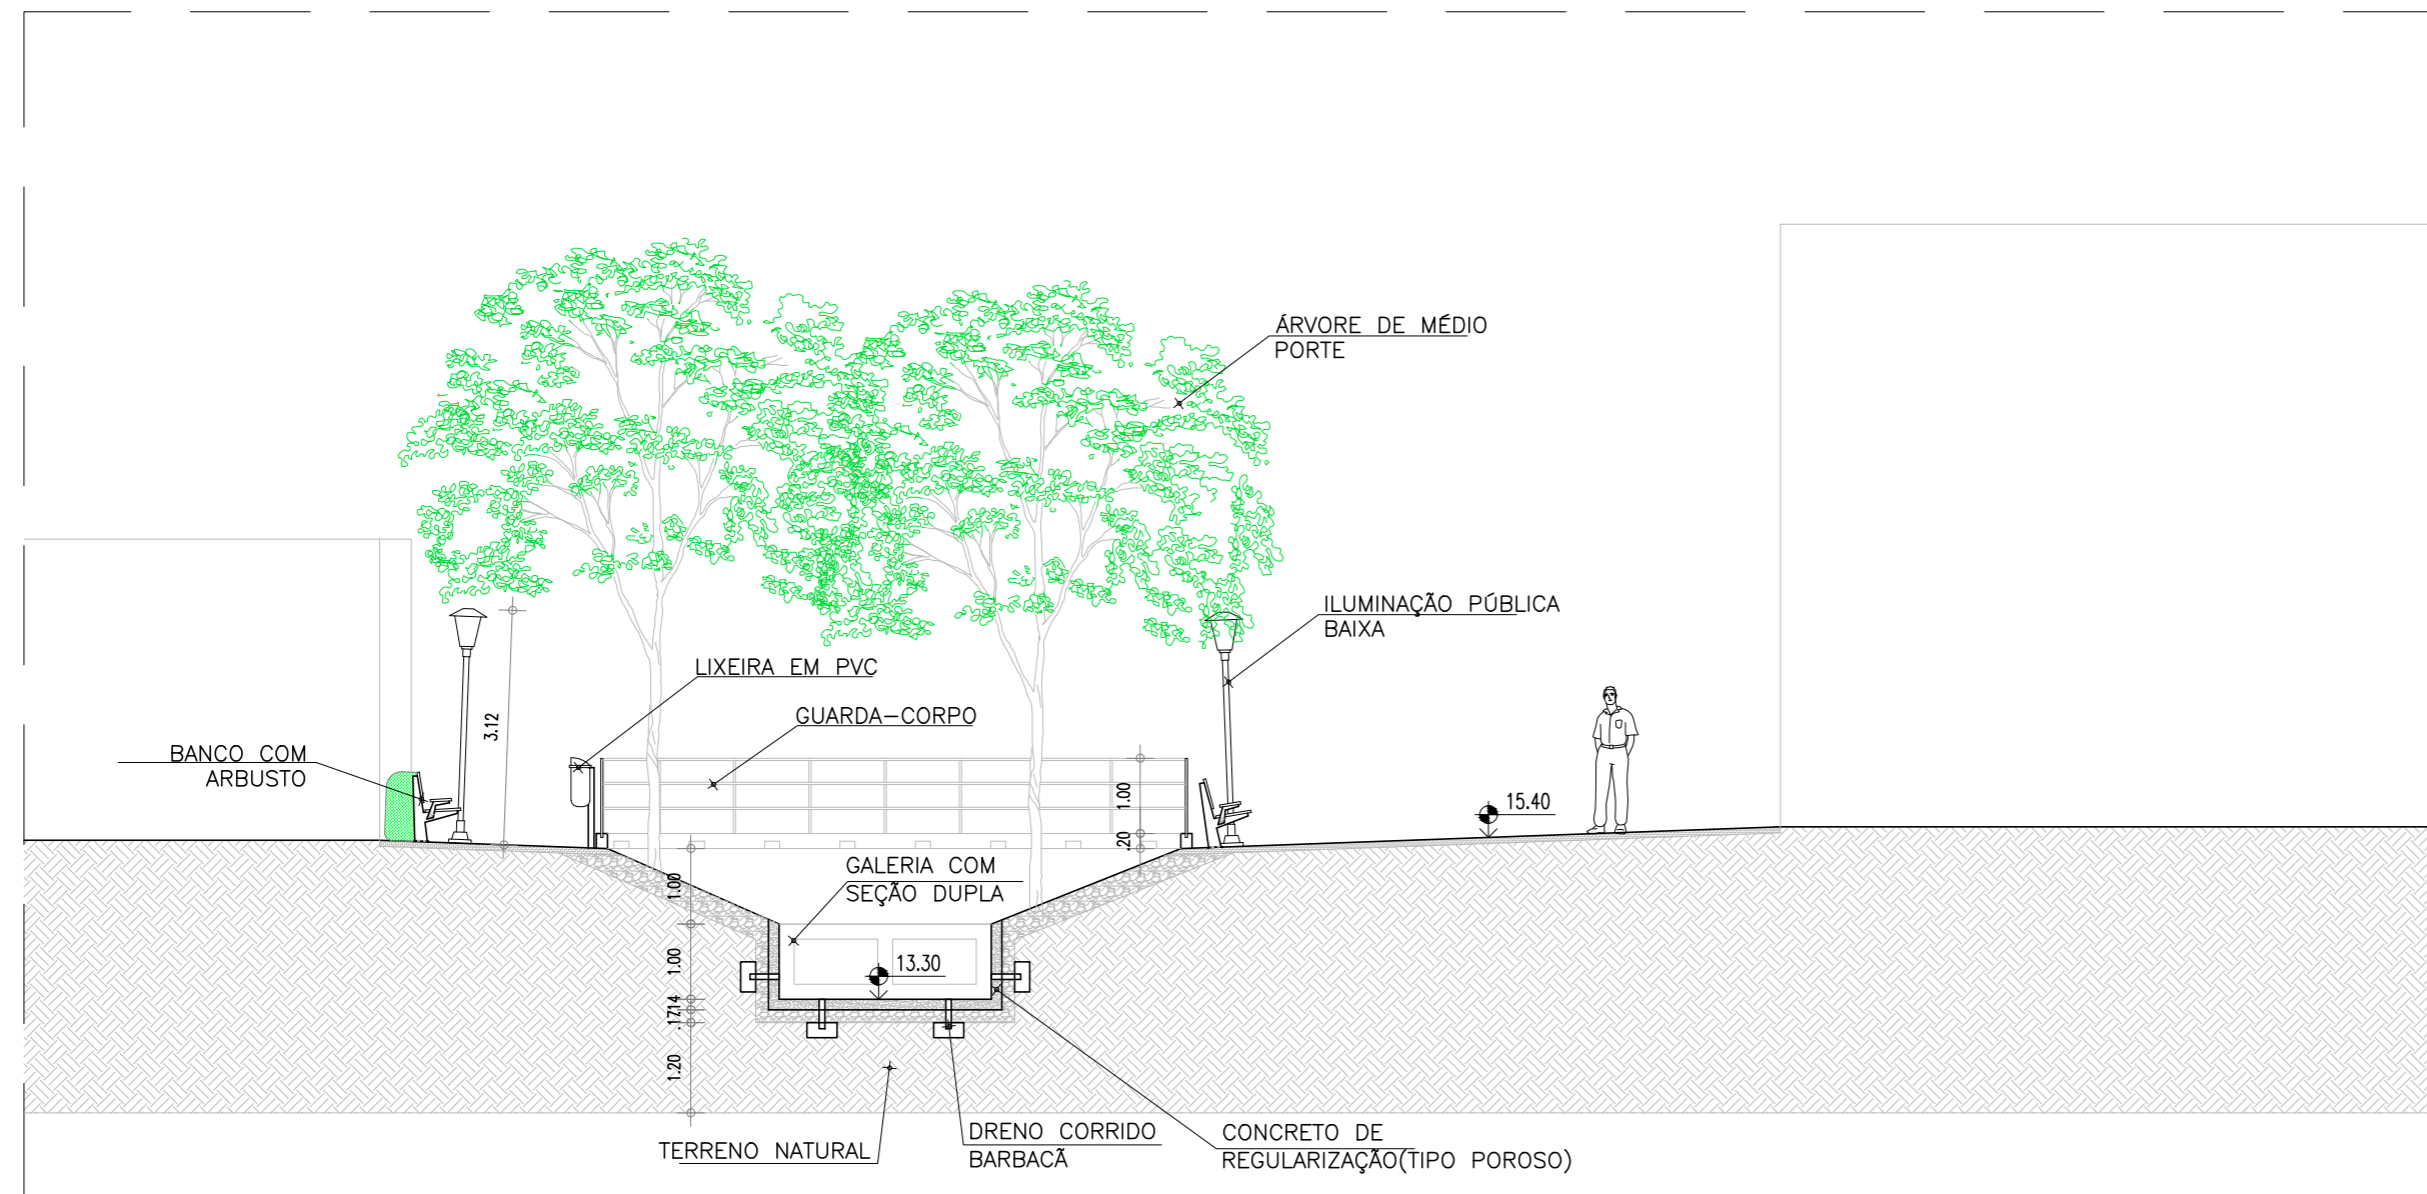 ÁRVORE DE MÉDIO
PORTE
ILUMINAÇÃO PÚBLICA
BAIXA
LIXEIRA EM PVC
GUARDA-CORPO
3.12
BANCO COM
ARBUSTO
1.00
.20
15.40
GALERIA COM
SEÇÃO DUPLA
1.00
1.00
13.30
.14
.17
1.20
TERRENO NATURAL
DRENO CORRIDO
BARBACÃ
CONCRETO DE
REGULARIZAÇÃO(TIPO POROSO)